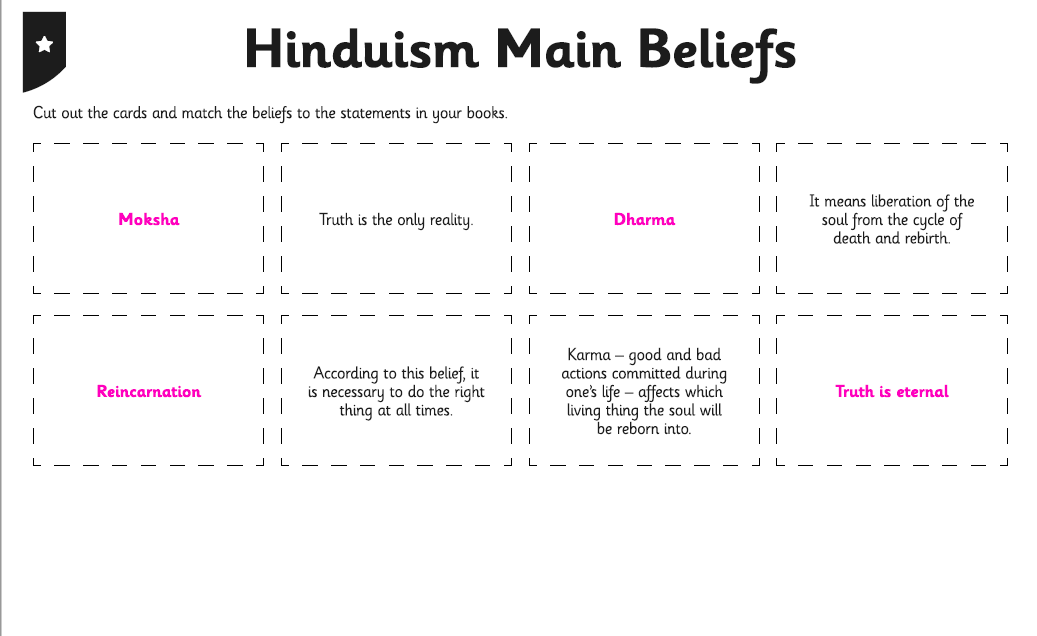 Hinduism Main Beliefs
Cut out the cards and match the beliefs to the statements in your books.
Moksha
Truth is the only reality.
Dharma
It means liberation of the
soul from the cycle of
death and rebirth.
Reincarnation
According to this belief, it
is necessary to do the right
thing at all times.
Karma – good and bad
actions committed during
one's life – affects which
living thing the soul will
be reborn into.
Truth is eternal